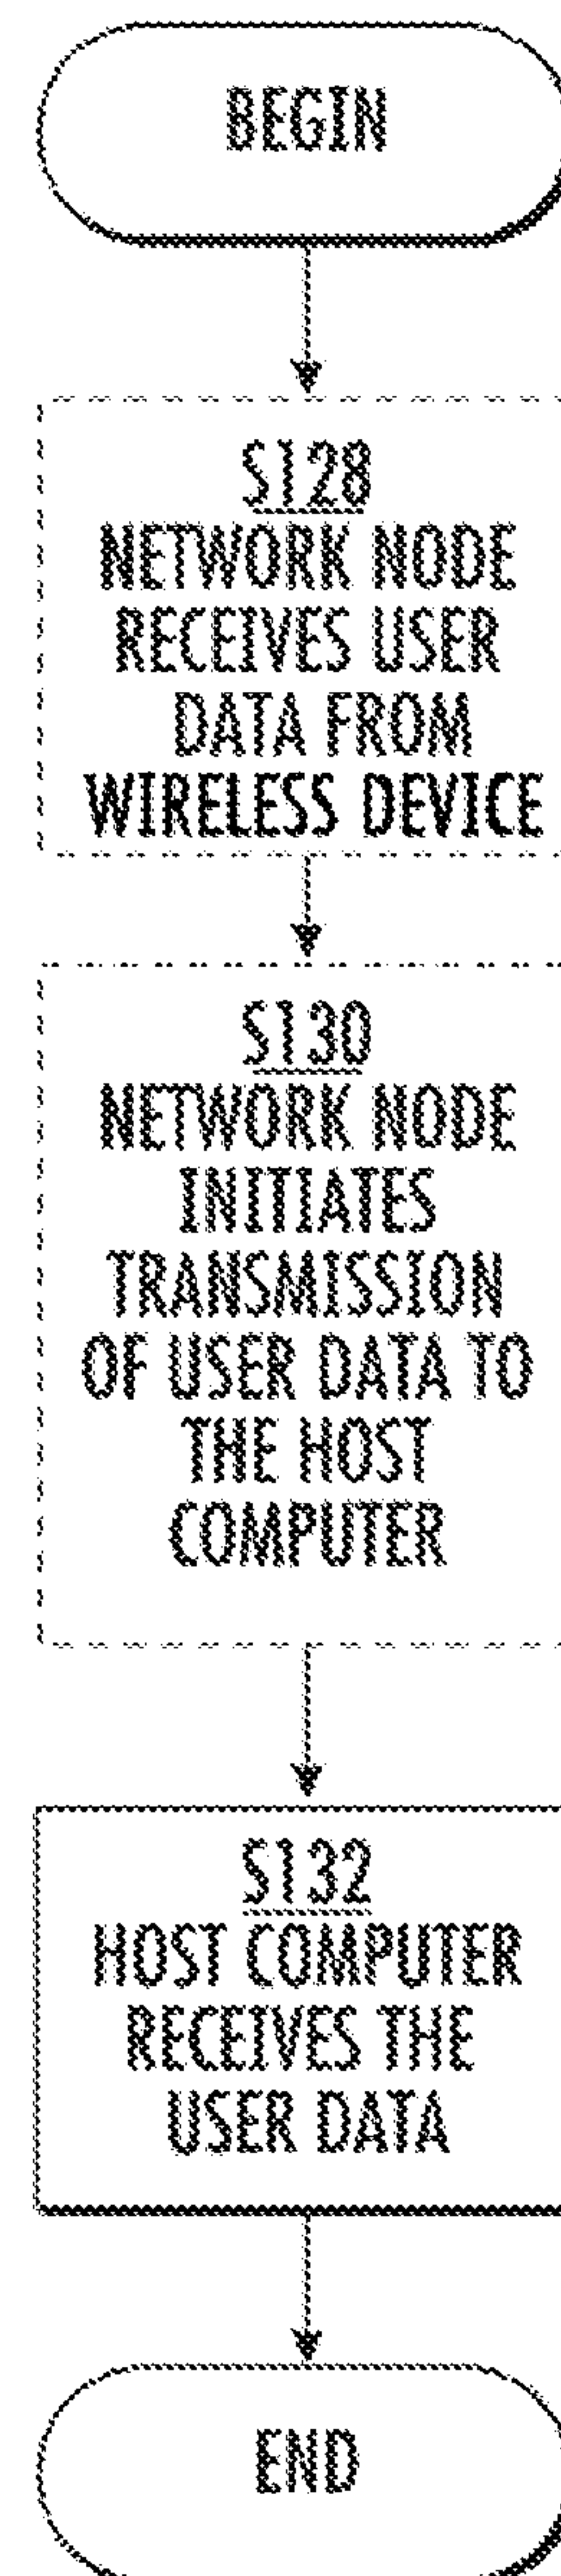 BEGIN
S128
NETWORK NODE
RECEIVES USER
DATA FROM
WIRELESS DEVICE
S130
NETWORK NODE
INITIATES
TRANSMISSION
OF USER DATA TO
THE HOST
COMPUTER
S132
HOST COMPUTER
RECEIVES THE
USER DATA
END